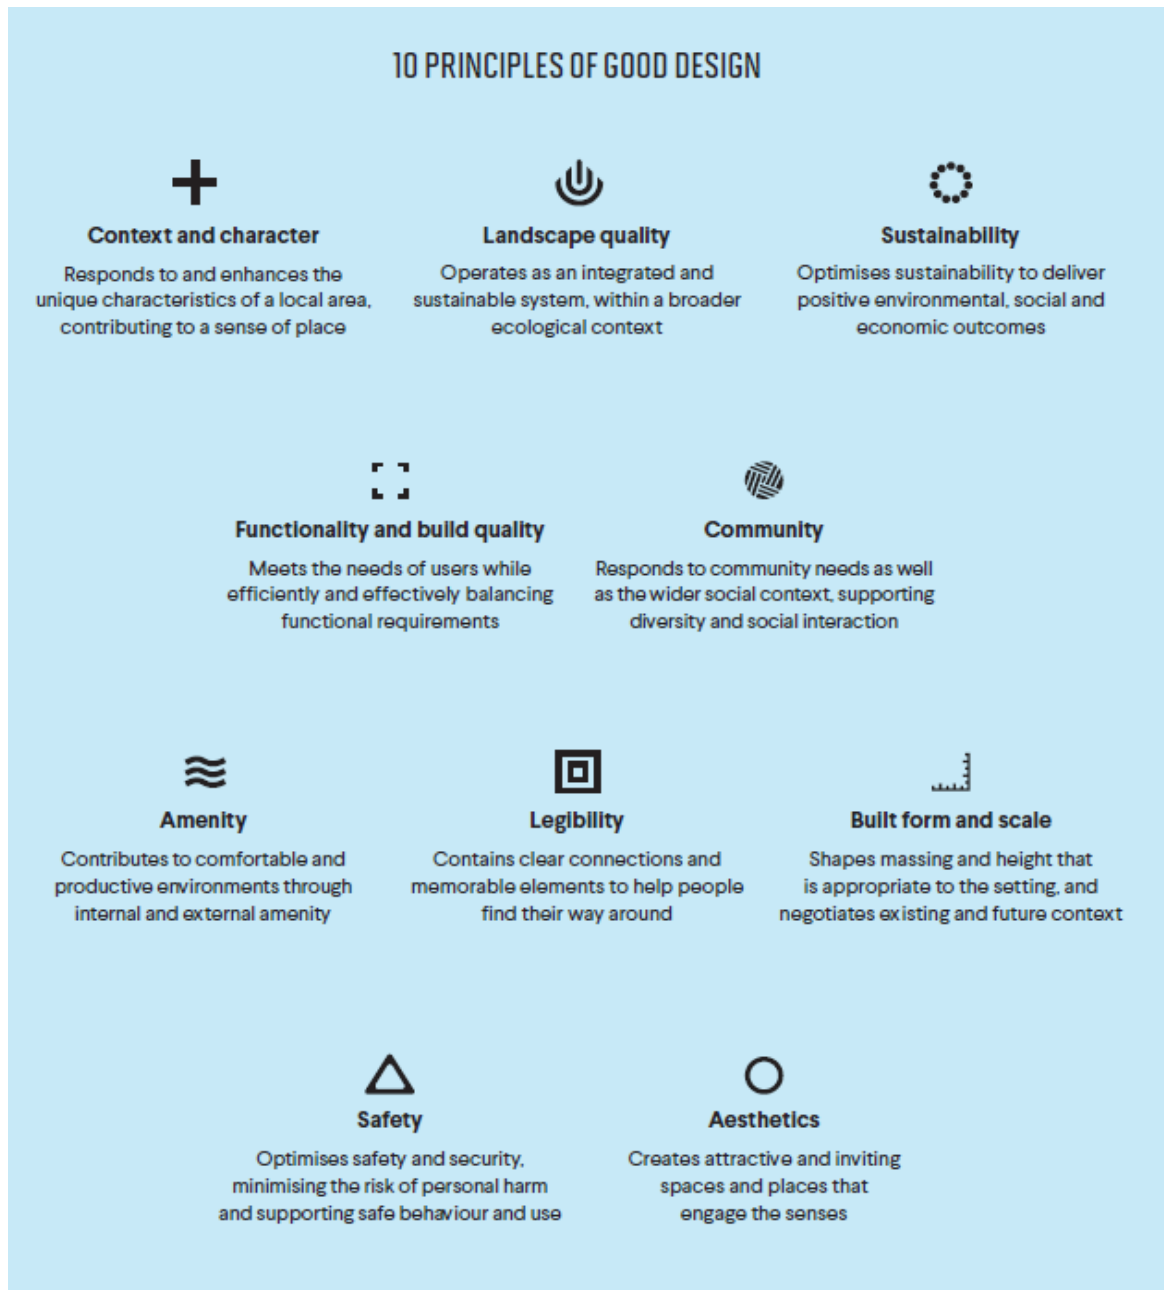 10 PRINCIPLES OF GOOD DESIGN
Context and character
Responds to and enhances the
unique characteristics of a local area,
contributing to a sense of place
Landscape quality
Operates as an integrated and
sustainable system, within a broader
ecological context
Sustainability
Optimises sustainability to deliver
positive environmental, social and
economic outcomes
Functionality and build quality
Meets the needs of users while
efficiently and effectively balancing
functional requirements
Community
Responds to community needs as well
as the wider social context, supporting
diversity and social interaction
Amenity
Contributes to comfortable and
productive environments through
internal and external amenity
Legibility
Contains clear connections and
memorable elements to help people
find their way around
Built form and scale
Shapes massing and height that
is appropriate to the setting, and
negotiates existing and future context
Safety
Optimises safety and security,
minimising the risk of personal harm
and supporting safe behaviour and use
Aesthetics
Creates attractive and inviting
spaces and places that
engage the senses